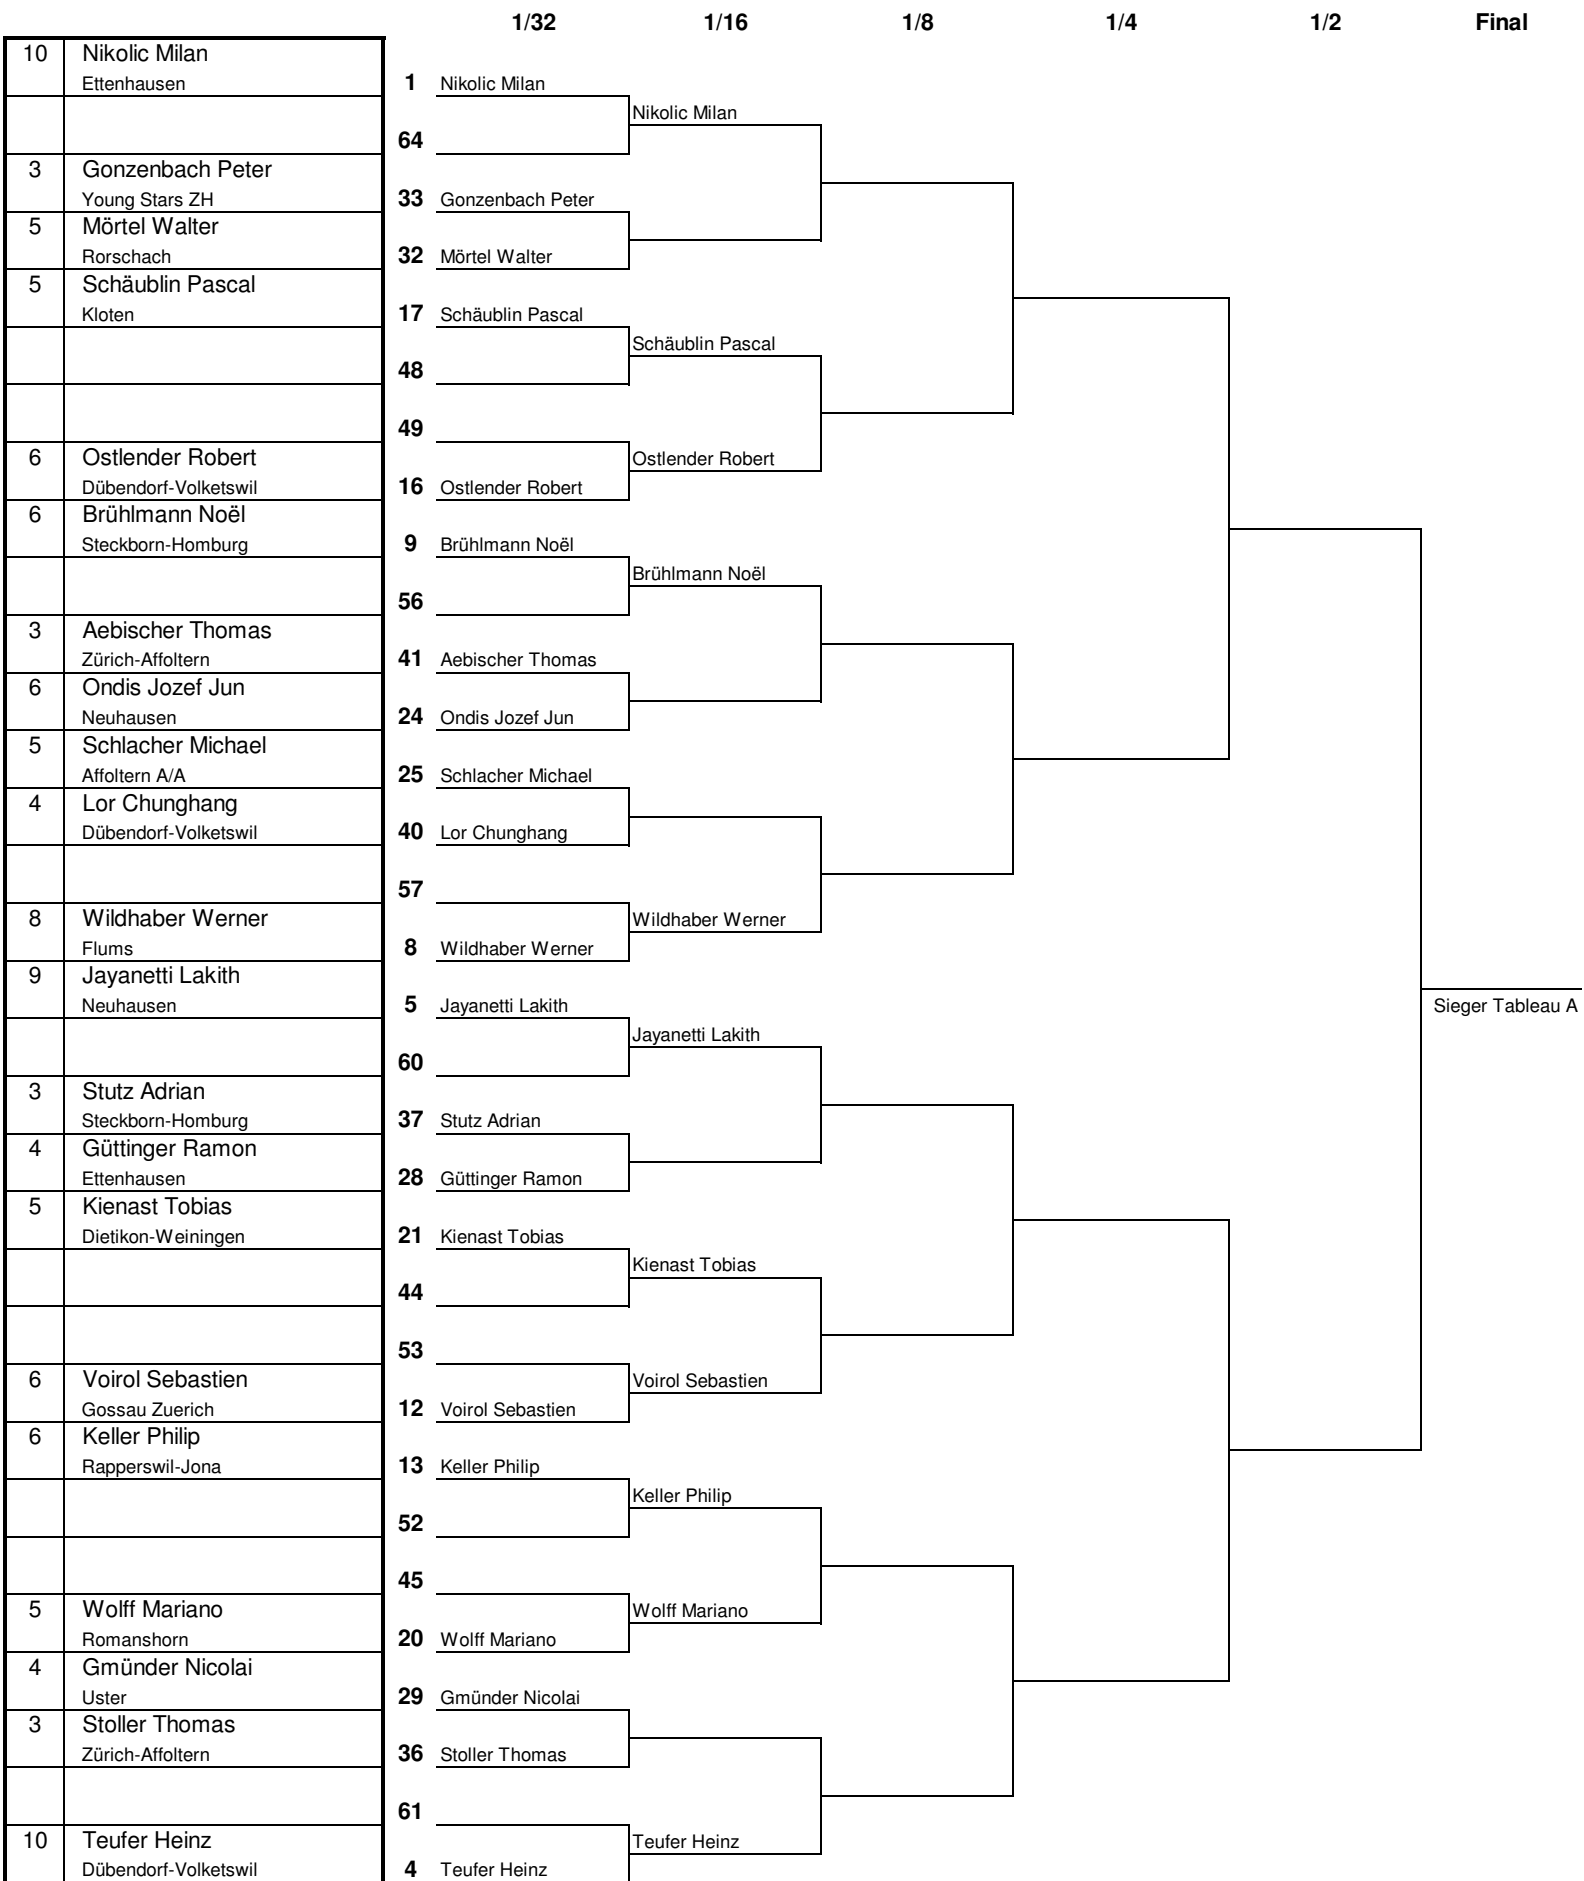 1/32 1/16 1/8 1/4 1/2 Final
10 Nikolic Milan
Ettenhausen 1 Nikolic Milan
Nikolic Milan
64
3 Gonzenbach Peter
Young Stars ZH 33 Gonzenbach Peter
5 Mörtel Walter
Rorschach 32 Mörtel Walter
5 Schäublin Pascal
Kloten 17 Schäublin Pascal
Schäublin Pascal
48
49
6 Ostlender Robert Ostlender Robert
Dübendorf-Volketswil 16 Ostlender Robert
6 Brühlmann Noël
Steckborn-Homburg 9 Brühlmann Noël
Brühlmann Noël
56
3 Aebischer Thomas
Zürich-Affoltern 41 Aebischer Thomas
6 Ondis Jozef Jun
Neuhausen 24 Ondis Jozef Jun
5 Schlacher Michael
Affoltern A/A 25 Schlacher Michael
4 Lor Chunghang
Dübendorf-Volketswil 40 Lor Chunghang
57
8 Wildhaber Werner Wildhaber Werner
Flums 8 Wildhaber Werner
9 Jayanetti Lakith
Neuhausen 5 Jayanetti Lakith Sieger Tableau A
Jayanetti Lakith
60
3 Stutz Adrian
Steckborn-Homburg 37 Stutz Adrian
4 Güttinger Ramon
Ettenhausen 28 Güttinger Ramon
5 Kienast Tobias
Dietikon-Weiningen 21 Kienast Tobias
Kienast Tobias
44
53
6 Voirol Sebastien Voirol Sebastien
Gossau Zuerich 12 Voirol Sebastien
6 Keller Philip
Rapperswil-Jona 13 Keller Philip
Keller Philip
52
45
5 Wolff Mariano Wolff Mariano
Romanshorn 20 Wolff Mariano
4 Gmünder Nicolai
Uster 29 Gmünder Nicolai
3 Stoller Thomas
Zürich-Affoltern 36 Stoller Thomas
61
10 Teufer Heinz Teufer Heinz
Dübendorf-Volketswil 4 Teufer Heinz